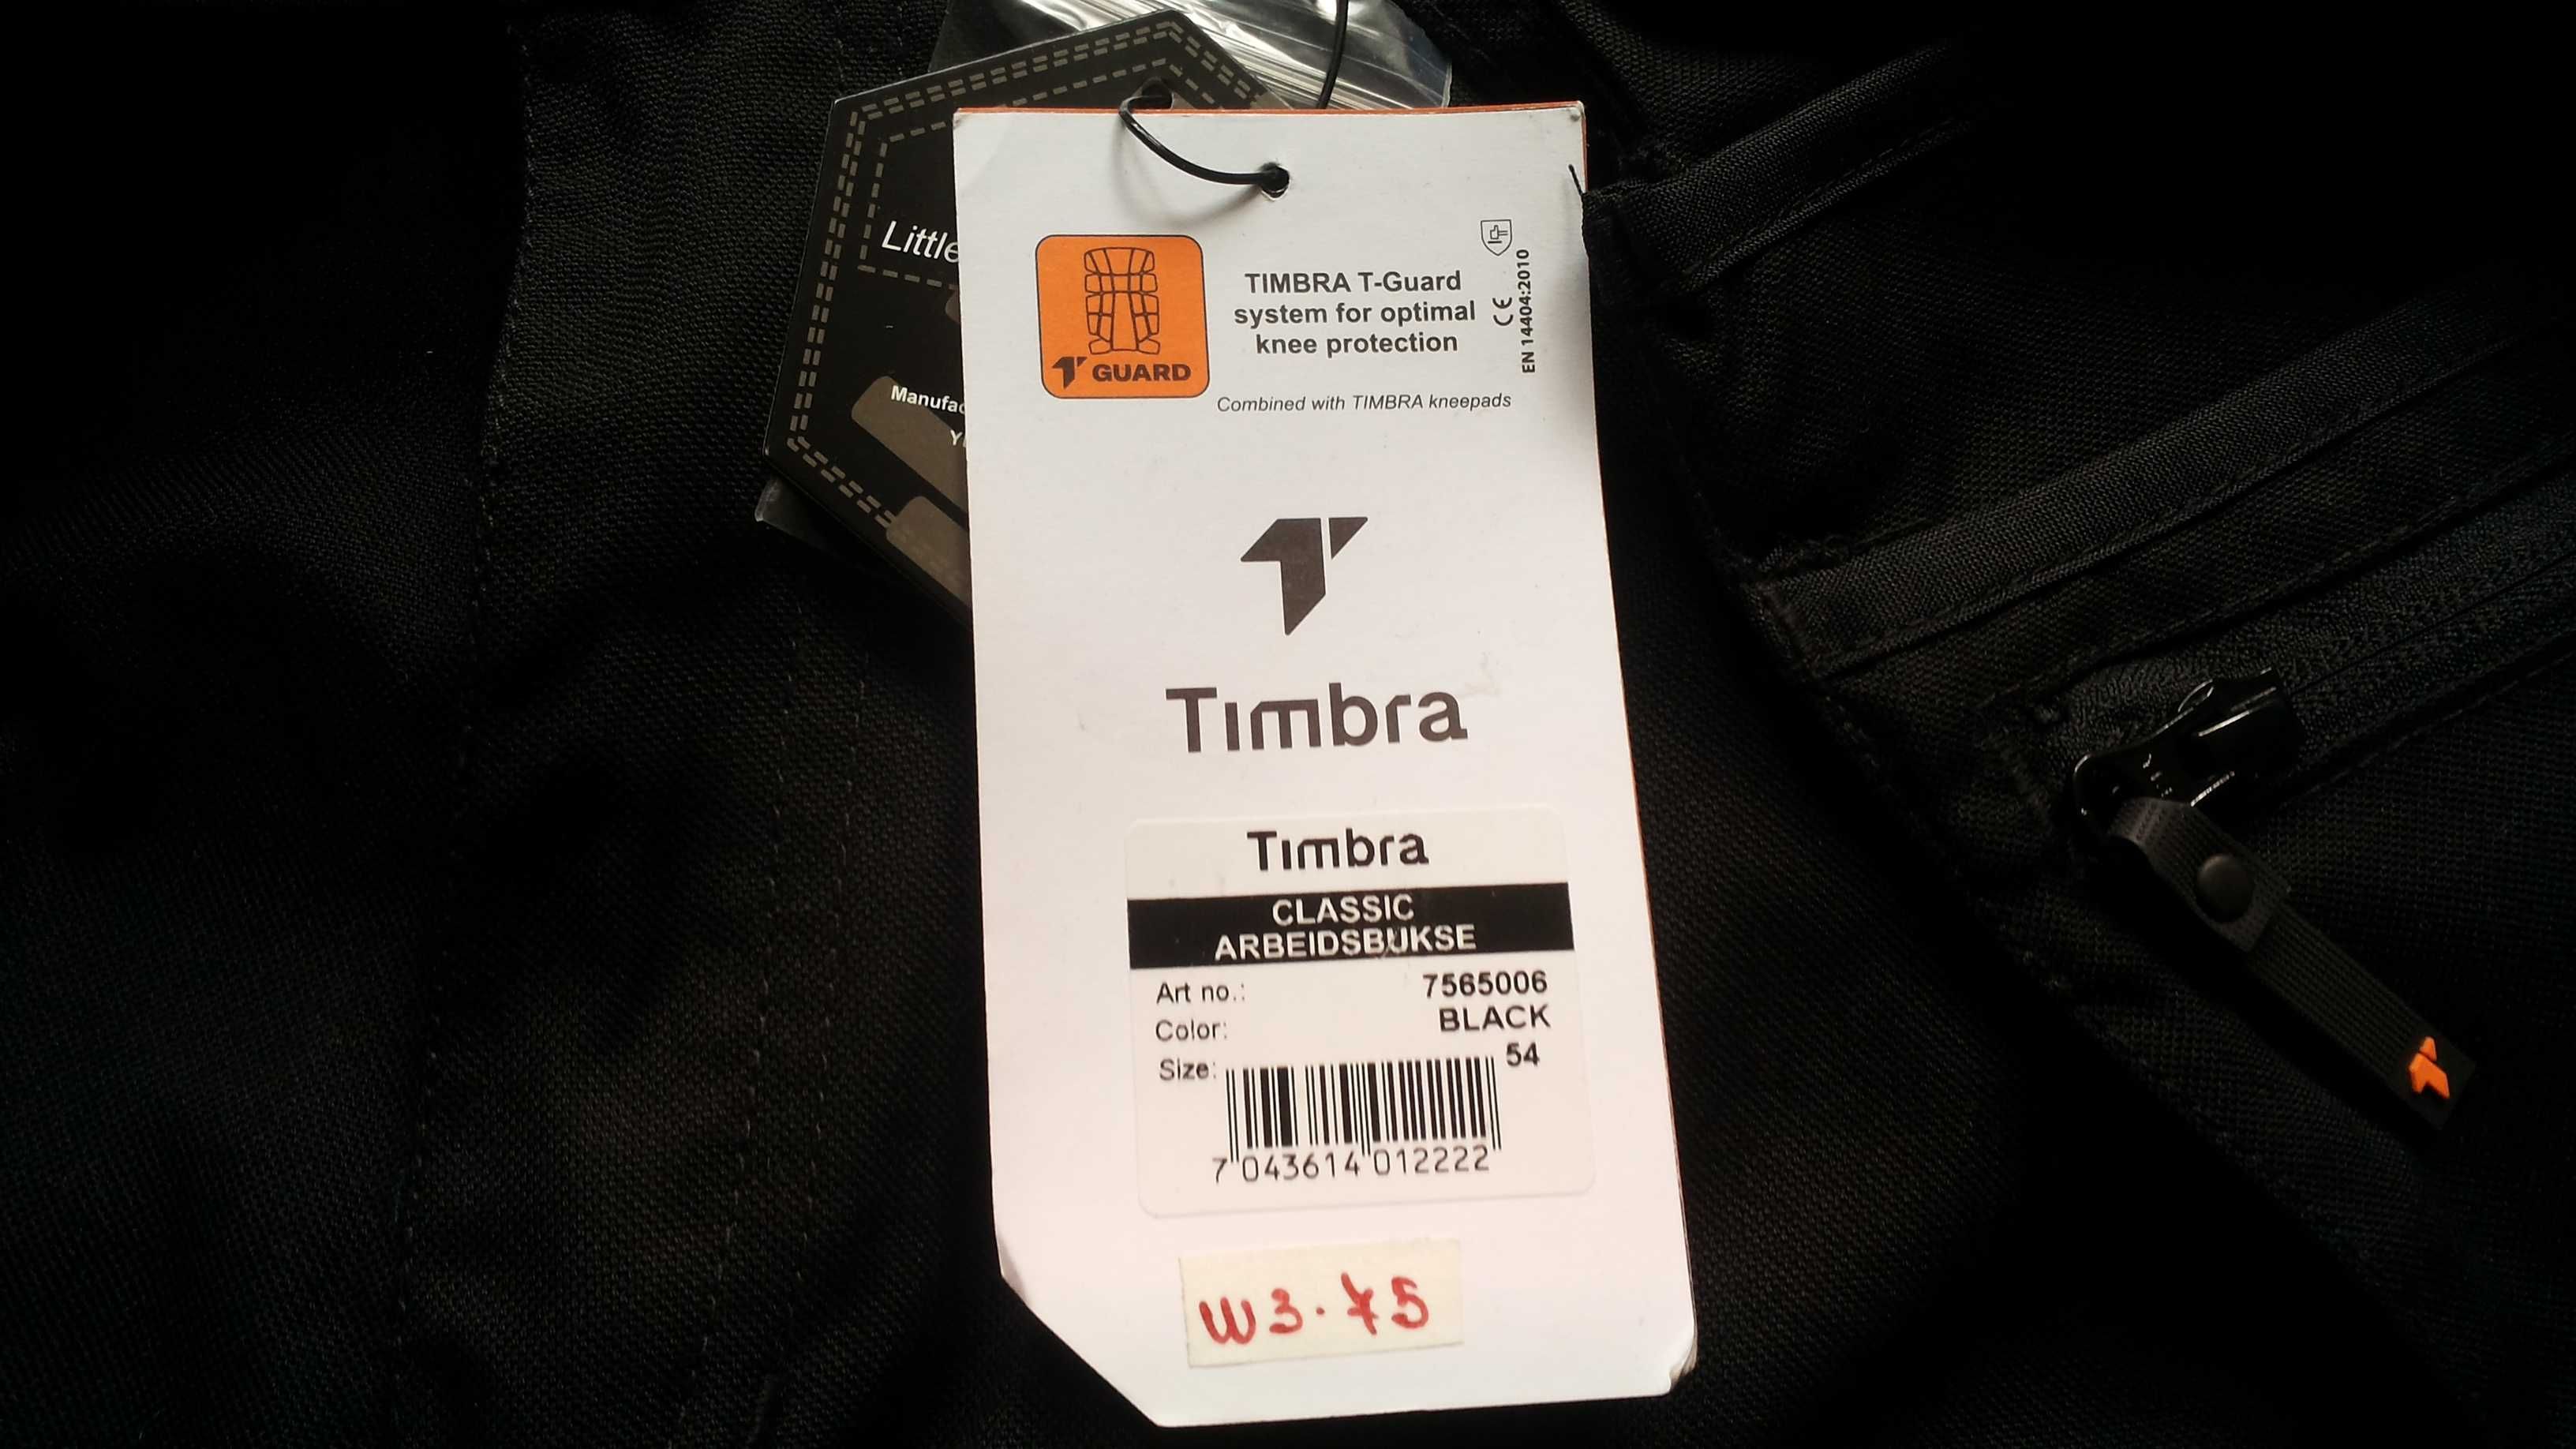 Little
Manufac
GUARD
TIMBRA T-Guard
system for optimal
knee protection
CE
EN 14404:2010
Combined with TIMBRA kneepads
Timbra
Timbra
CLASSIC
ARBEIDSBUKSE
Art no.: 7565006
Color: BLACK
Size: 54
7 043614 012222
W3.75